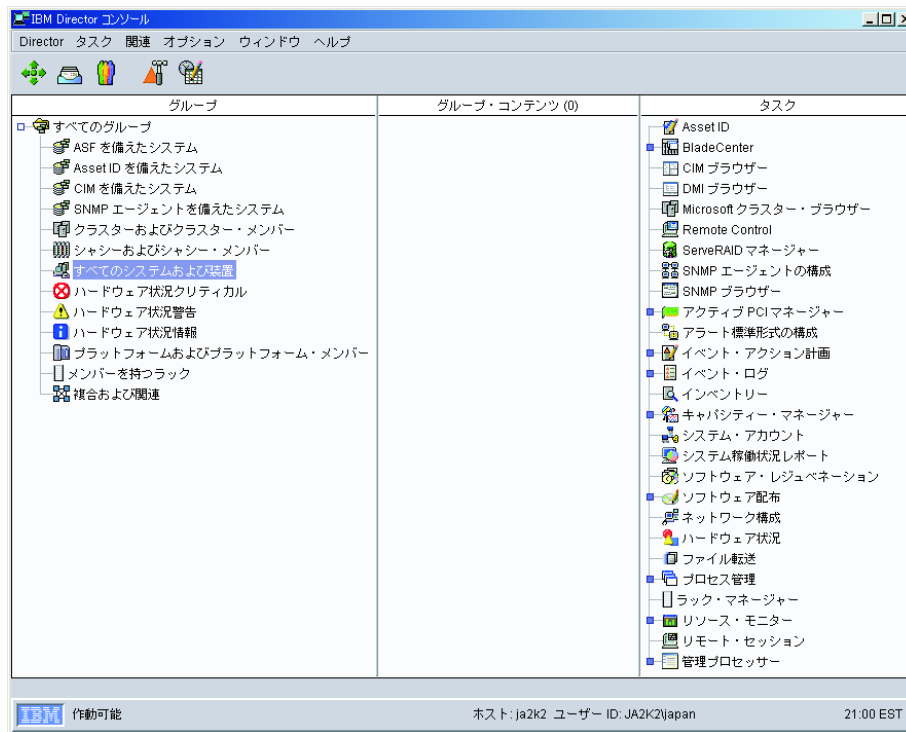 IBM Director コンソール
Director タスク 関連 オプション ウィンドウ ヘルプ
グループ
すべてのグループ
ASF を備えたシステム
Asset ID を備えたシステム
CIM を備えたシステム
SNMP エージェントを備えたシステム
クラスターおよびクラスター・メンバー
シャシーおよびシャシー・メンバー
すべてのシステムおよび装置
ハードウェア状況クリティカル
ハードウェア状況警告
ハードウェア状況情報
プラットフォームおよびプラットフォーム・メンバー
メンバーを持つラック
複合および関連
グループ・コンテンツ (0)
タスク
Asset ID
BladeCenter
CIM ブラウザー
DMI ブラウザー
Microsoft クラスター・ブラウザー
Remote Control
ServeRAID マネージャー
SNMP エージェントの構成
SNMP ブラウザー
アクティブ PCI マネージャー
アラート標準形式の構成
イベント・アクション計画
イベント・ログ
インベントリー
キャパシティー・マネージャー
システム・アカウント
システム稼働状況レポート
ソフトウェア・レジュベネーション
ソフトウェア配布
ネットワーク構成
ハードウェア状況
ファイル転送
プロセス管理
ラック・マネージャー
リソース・モニター
リモート・セッション
管理プロセッサー
IBM 作動可能
ホスト: ja2k2 ユーザー ID: JA2K2\japan
21:00 EST